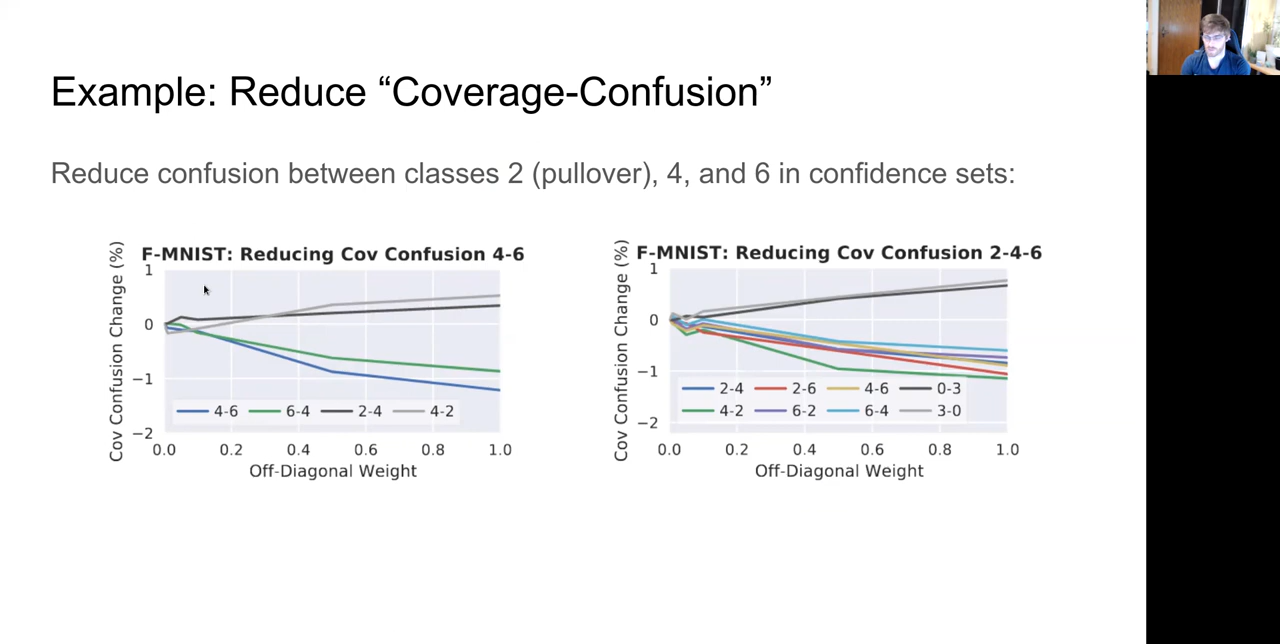 Example: Reduce “Coverage-Confusion”
Reduce confusion between classes 2 (pullover), 4, and 6 in confidence sets:
F-MNIST: Reducing Cov Confusion 4-6
Cov Confusion Change (%)
1
0
−1
−2
4-6 6-4 2-4 4-2
0.0 0.2 0.4 0.6 0.8 1.0
Off-Diagonal Weight
F-MNIST: Reducing Cov Confusion 2-4-6
Cov Confusion Change (%)
1
0
−1
−2
2-4 2-6 4-6 0-3
4-2 6-2 6-4 3-0
0.0 0.2 0.4 0.6 0.8 1.0
Off-Diagonal Weight